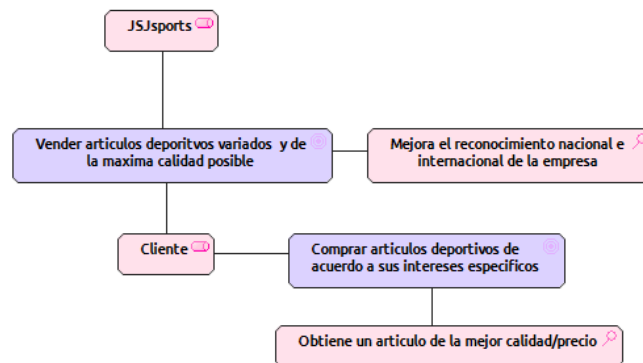 JSJsports
Vender articulos deporitvos variados y de
la maxima calidad posible
Mejora el reconocimiento nacional e
internacional de la empresa
Cliente
Comprar articulos deportivos de
acuerdo a sus intereses especificos
Obtiene un articulo de la mejor calidad/precio